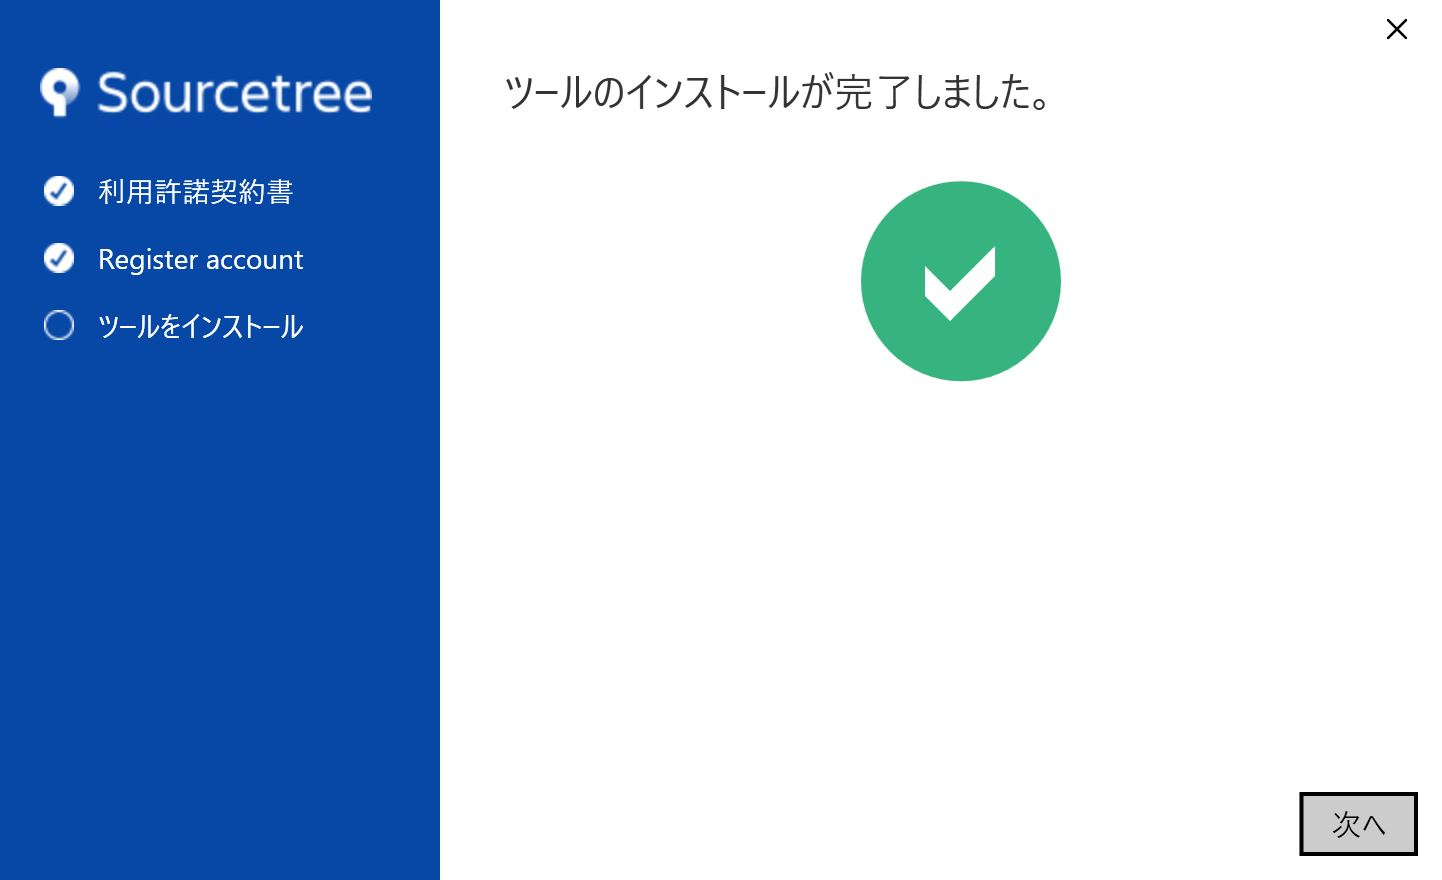 Sourcetree
利用許諾契約書
Register account
ツールをインストール
ツールのインストールが完了しました。
次へ